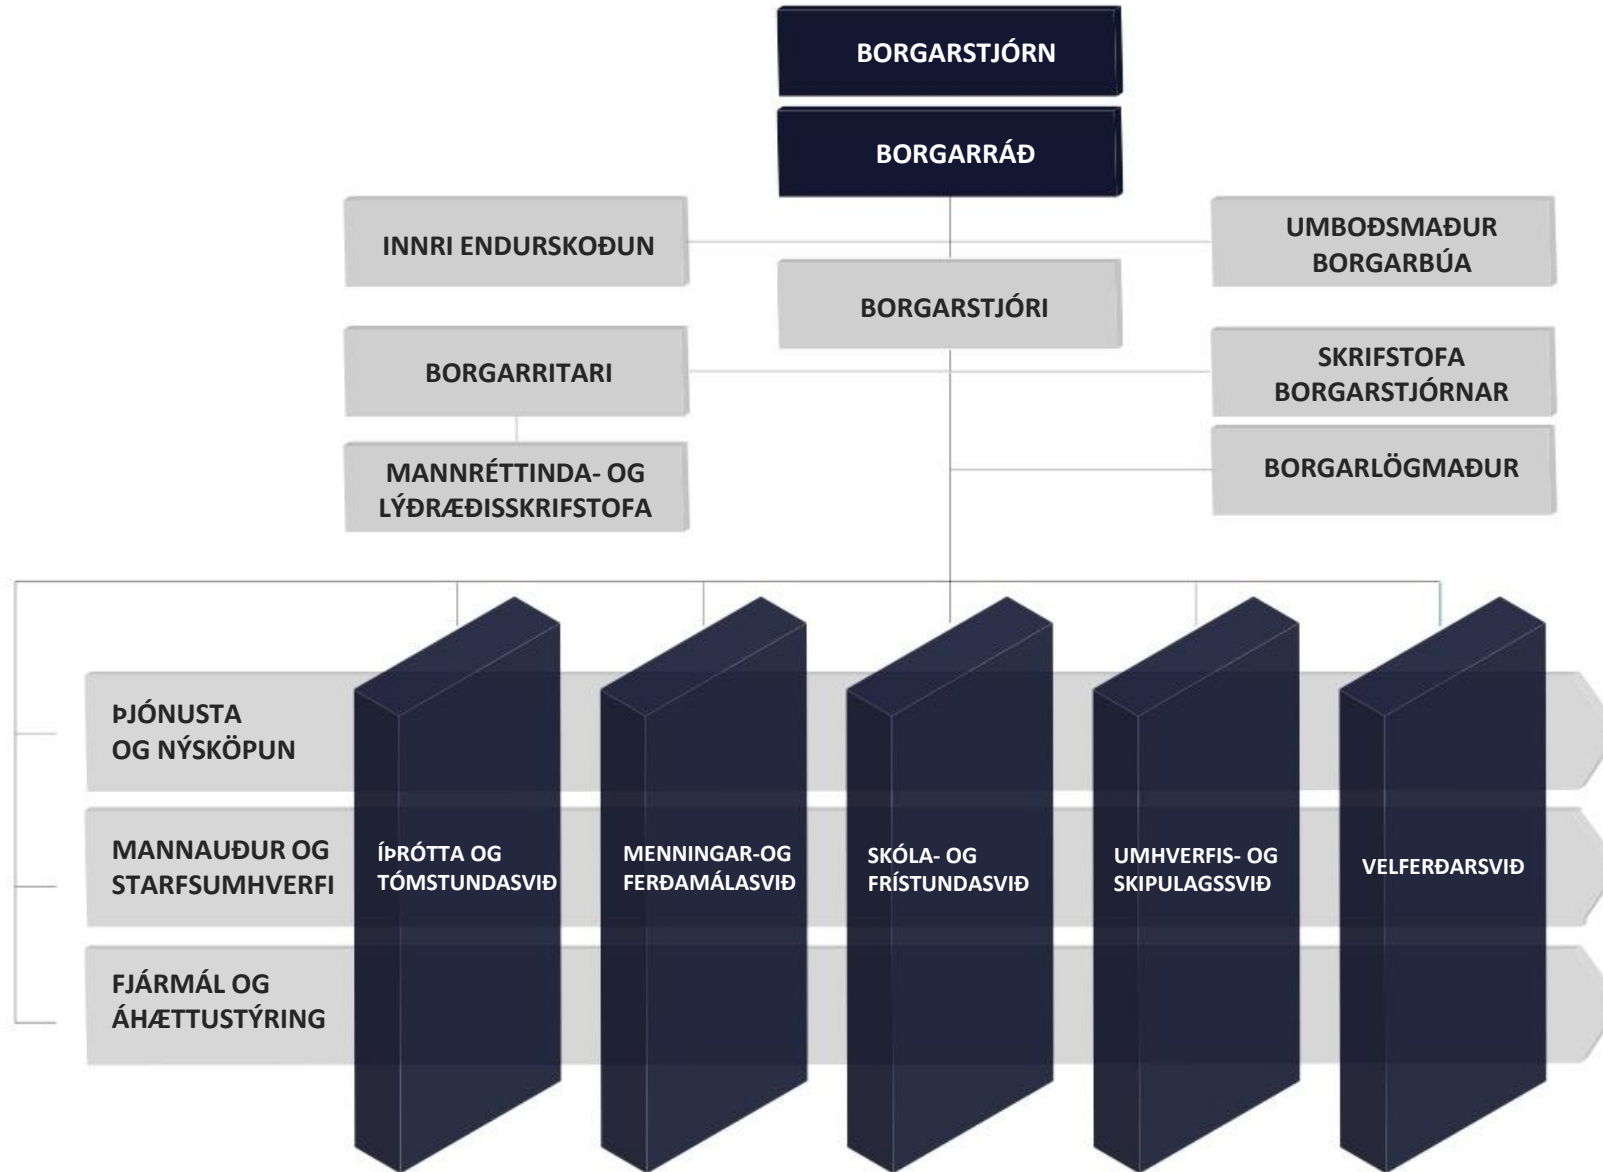 BORGARSTJÓRN
BORGARRÁÐ
INNRI ENDURSKOÐUN
UMBOÐSMAÐUR
BORGARBÚA
BORGARSTJÓRI
BORGARRITARI
SKRIFSTOFA
BORGARSTJÓRNAR
MANNRÉTTINDA- OG
LÝÐRÆÐISSKRIFSTOFA
BORGARLÖGMAÐUR
ÞJÓNUSTA
OG NÝSKÖPUN
MANNAUÐUR OG
STARFSUMHVERFI
FJÁRMÁL OG
ÁHÆTTUSTÝRING
ÍÞRÓTTA OG
TÓMSTUNDASVIÐ
MENNINGAR-OG
FERÐAMÁLASVIÐ
SKÓLA- OG
FRÍSTUNDASVIÐ
UMHVERFIS- OG
SKIPULAGSSVIÐ
VELFERÐARSVIÐ